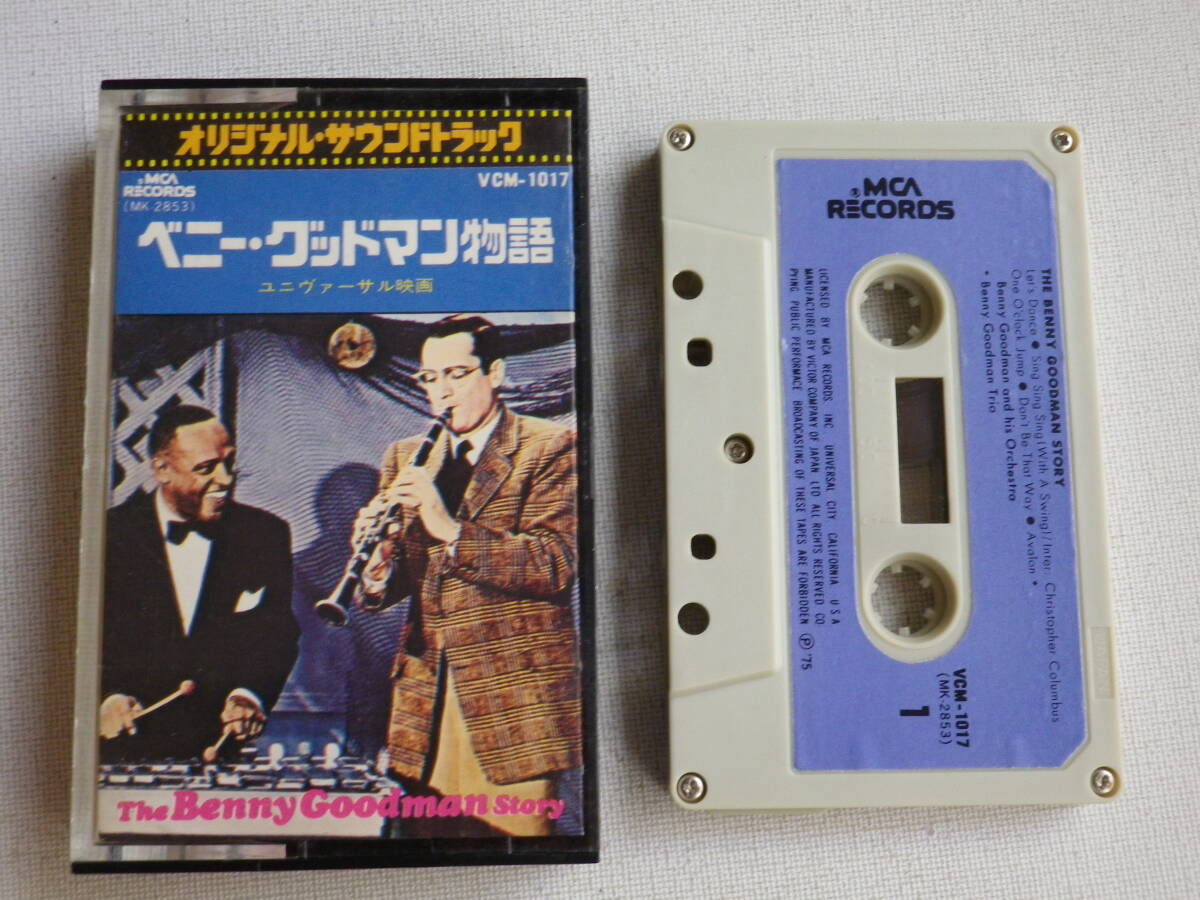 オリジナル・サウンドトラック
MCA RECORDS
(MK-2853)
VCM-1017
ベニー・グッドマン物語
ユニヴァーサル映画
The Benny Goodman Story
MCA RECORDS
THE BENNY GOODMAN STORY
Let's Dance ● Sing Sing Sing (With A Swing)/Inter. Christopher Columbus
One O'clock Jump ● Don't Be That Way ● Avalon *
Benny Goodman and his Orchestra
* Benny Goodman Trio
LICENSED BY MCA RECORDS INC UNIVERSAL CITY CALIFORNIA U S A
MANUFACTURED BY VICTOR COMPANY OF JAPAN LTD ALL RIGHTS RESERVED CO
PYING PUBLIC PERFORMACE BROADCASTING OF THESE TAPES ARE FORBIDDEN Ⓟ '75
VCM-1017
(MK-2853)
1